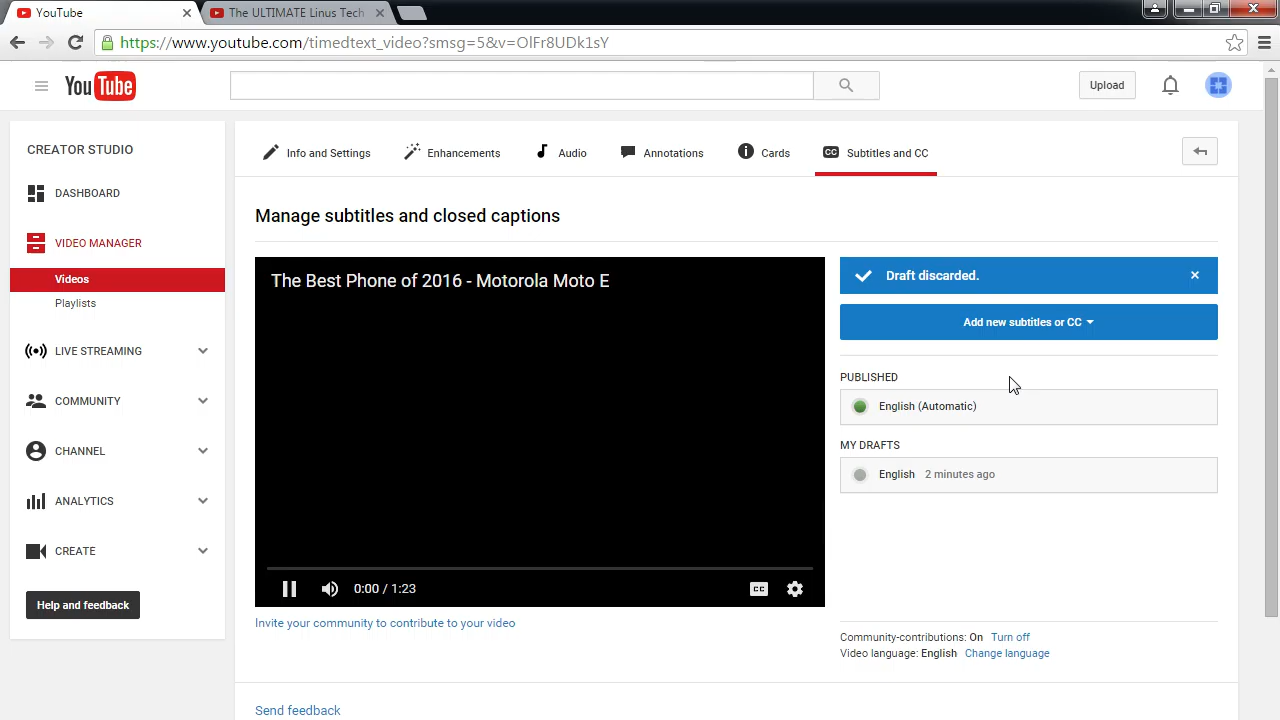 YouTube
The ULTIMATE Linus Tech
https://www.youtube.com/timedtext_video?smsg=5&v=OlFr8UDk1sY
YouTube
Upload
CREATOR STUDIO
DASHBOARD
VIDEO MANAGER
Videos
Playlists
LIVE STREAMING
COMMUNITY
CHANNEL
ANALYTICS
CREATE
Help and feedback
Info and Settings
Enhancements
Audio
Annotations
Cards
CC Subtitles and CC
Manage subtitles and closed captions
The Best Phone of 2016 - Motorola Moto E
0:00 / 1:23
CC
Invite your community to contribute to your video
Draft discarded.
Add new subtitles or CC
PUBLISHED
English (Automatic)
MY DRAFTS
English 2 minutes ago
Community-contributions: On Turn off
Video language: English Change language
Send feedback